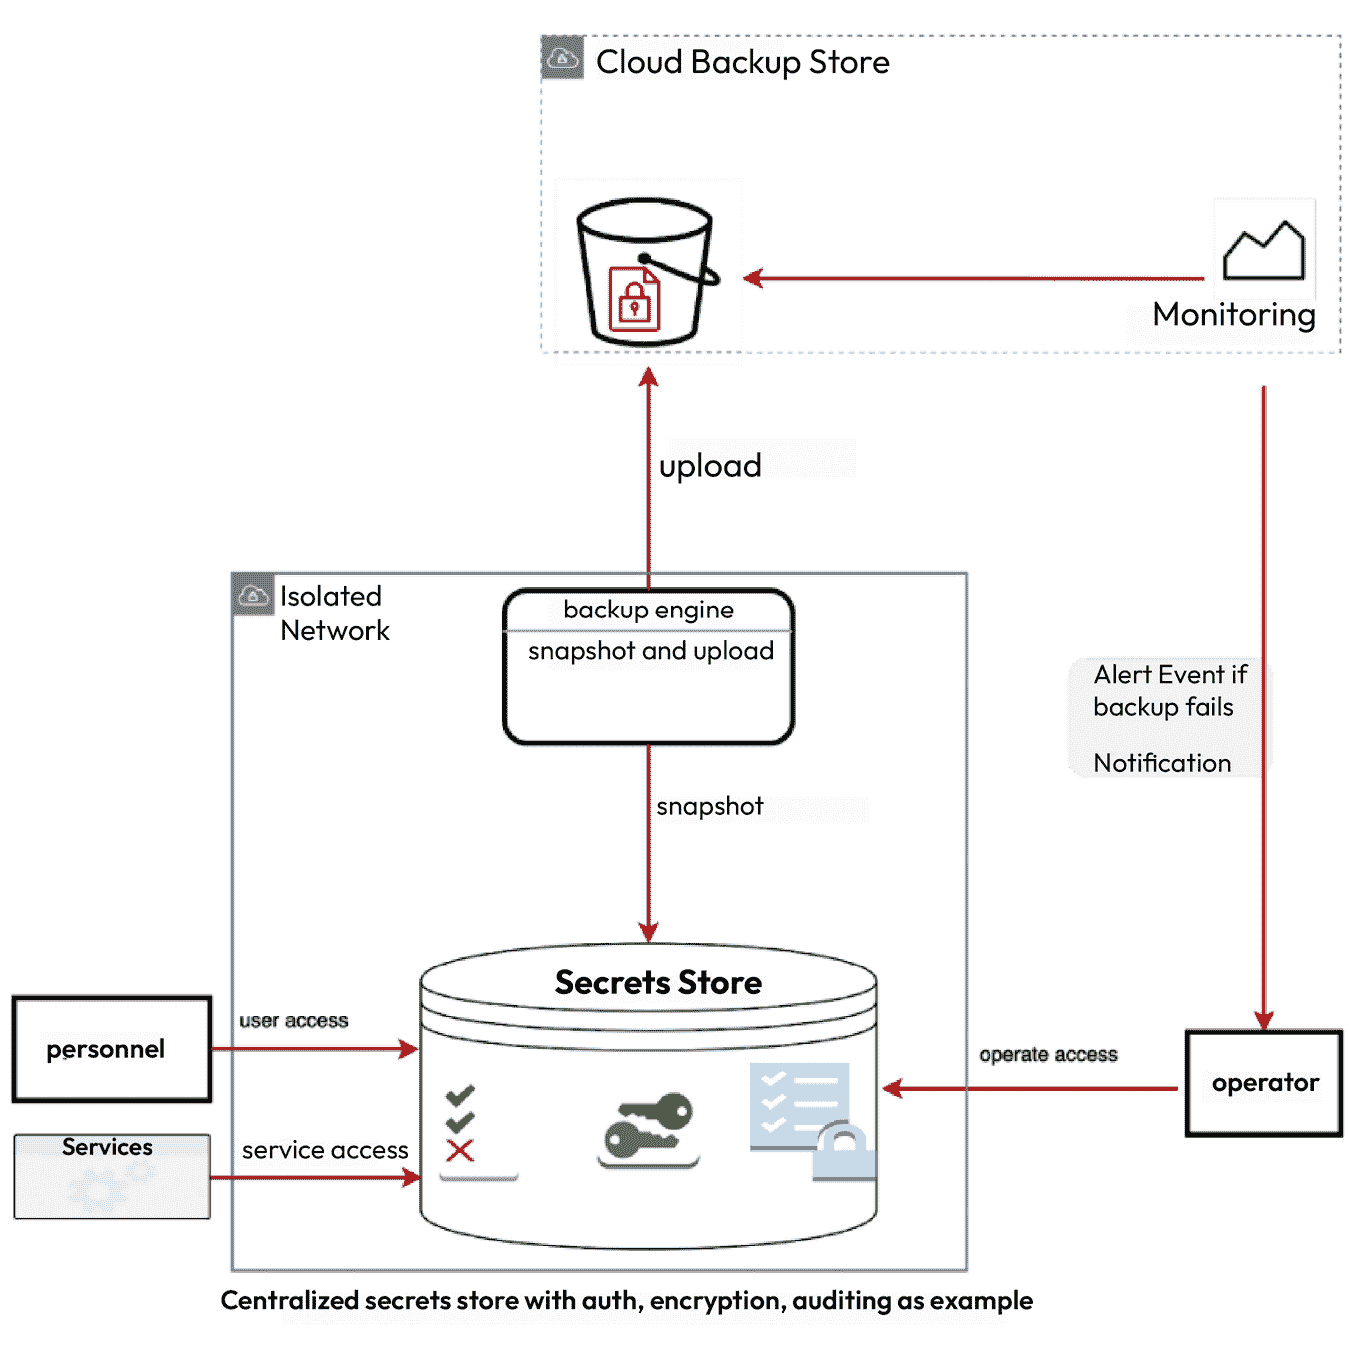 Cloud Backup Store
Monitoring
upload
Isolated
Network
backup engine
snapshot and upload
Alert Event if
backup fails
Notification
snapshot
Secrets Store
user access
personnel
operate access
operator
Services
service access
Centralized secrets store with auth, encryption, auditing as example